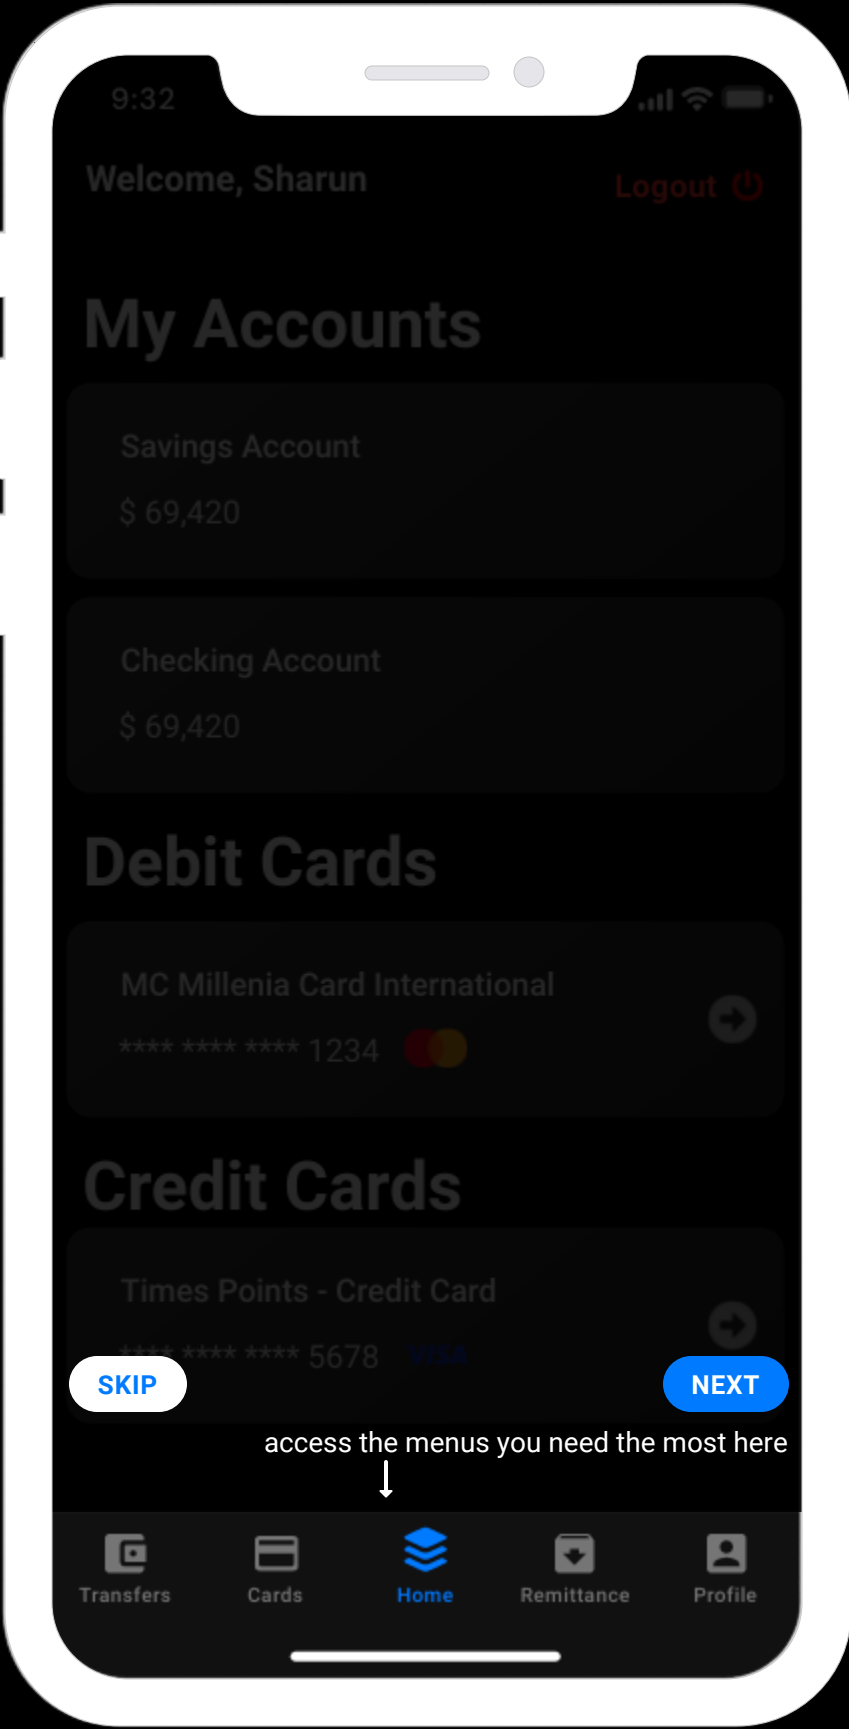 9:32
Welcome, Sharun
Logout
My Accounts
Savings Account
$ 69,420
Checking Account
$ 69,420
Debit Cards
MC Millenia Card International
**** **** **** 1234
Credit Cards
Times Points - Credit Card
**** **** **** 5678 VISA
SKIP
NEXT
access the menus you need the most here
Transfers
Cards
Home
Remittance
Profile